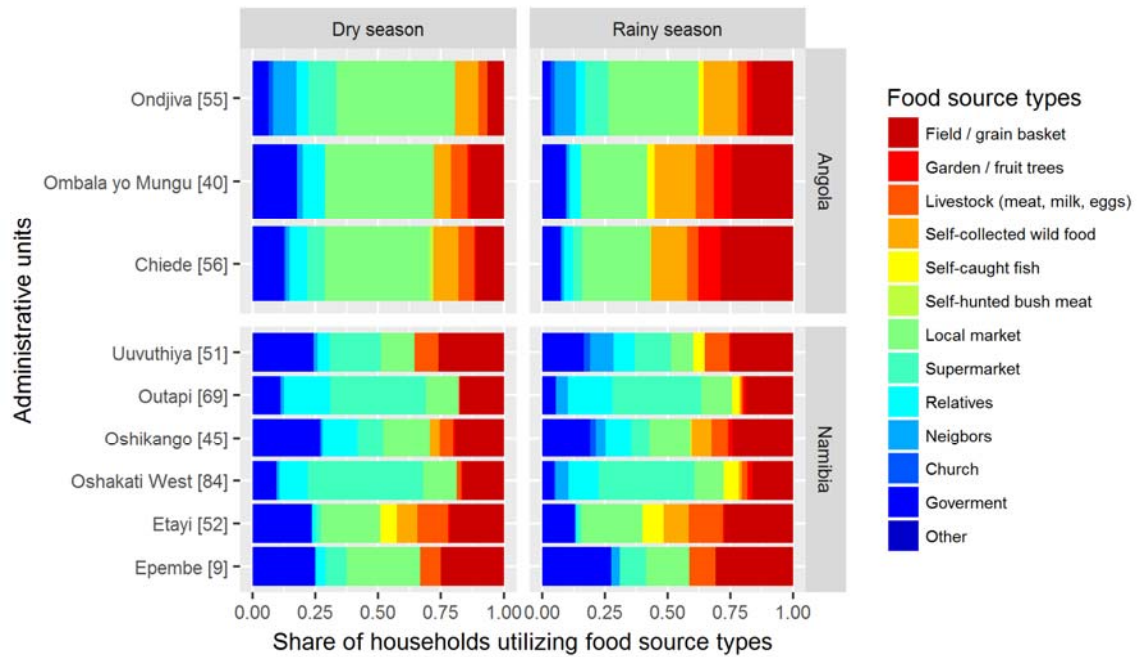 Dry season
Rainy season
Administrative units
Ondjiva [55]
Ombala yo Mungu [40]
Chiede [56]
Angola
Uuvuthiya [51]
Outapi [69]
Oshikango [45]
Oshakati West [84]
Etayi [52]
Epembe [9]
Namibia
0.00 0.25 0.50 0.75 1.00 0.00 0.25 0.50 0.75 1.00
Share of households utilizing food source types
Food source types
Field / grain basket
Garden / fruit trees
Livestock (meat, milk, eggs)
Self-collected wild food
Self-caught fish
Self-hunted bush meat
Local market
Supermarket
Relatives
Neigbors
Church
Goverment
Other